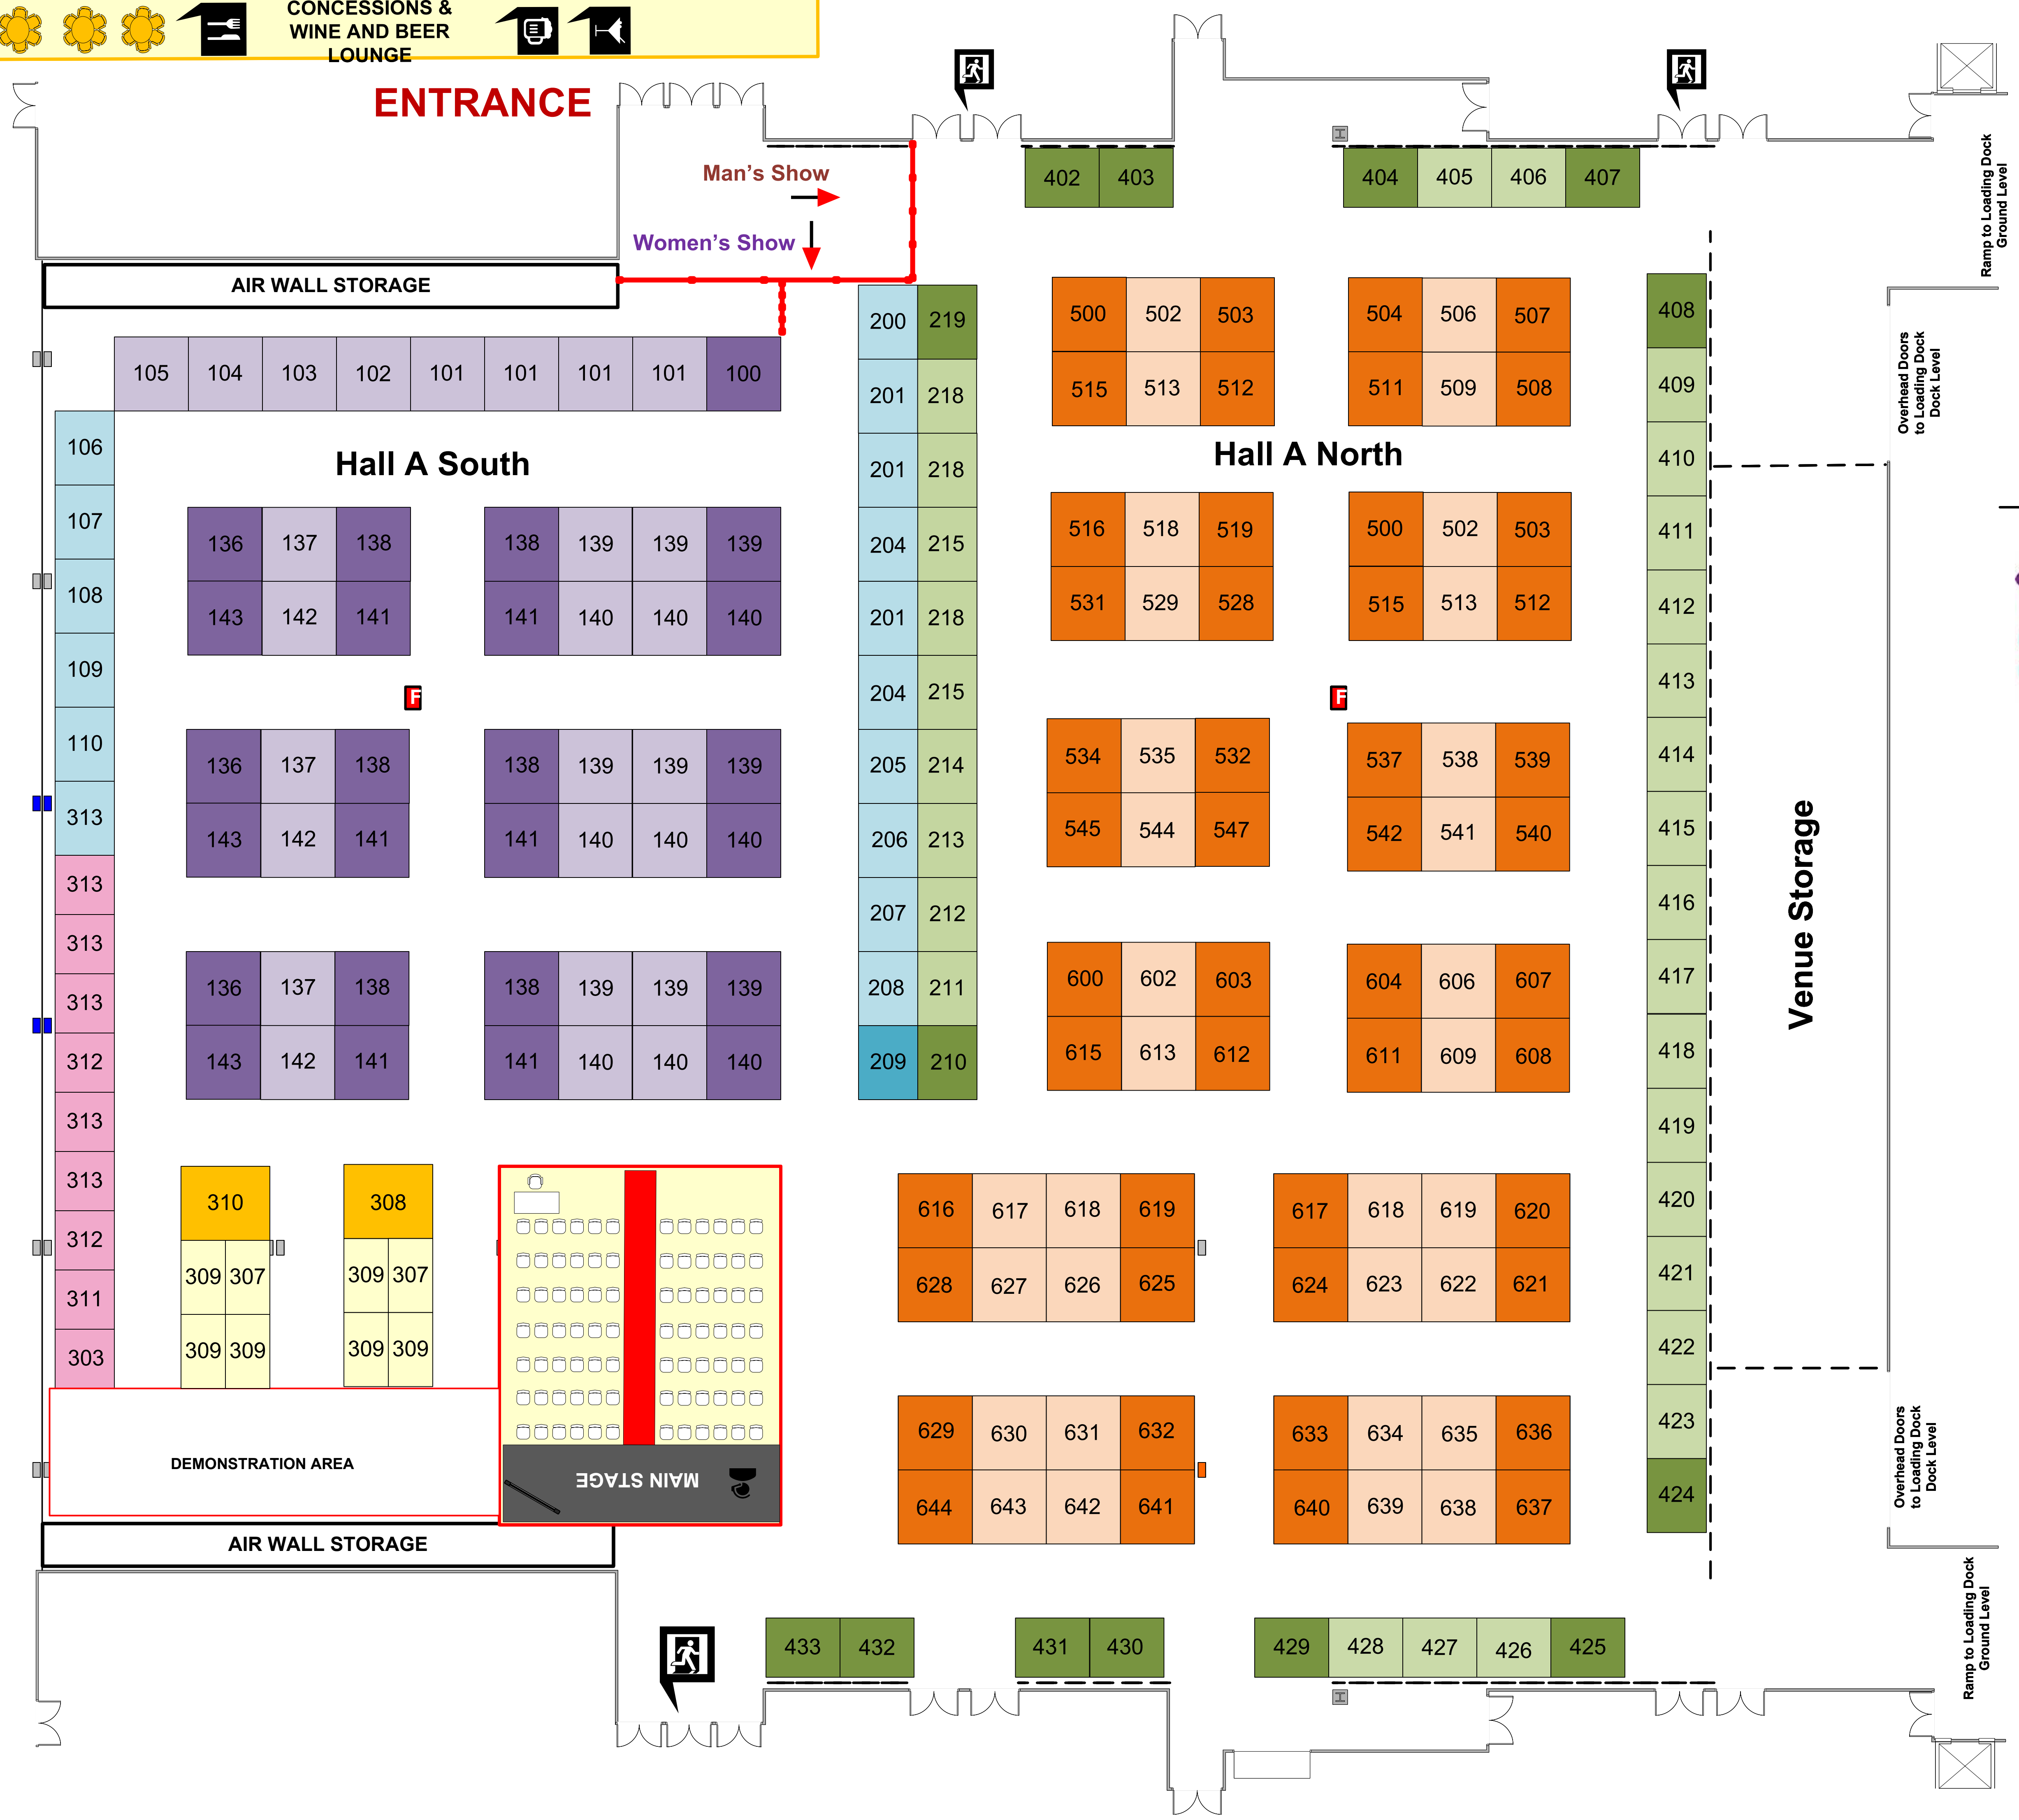 CONCESSIONS &
WINE AND BEER
LOUNGE
ENTRANCE
Man's Show
Women's Show
AIR WALL STORAGE
402 403
404 405 406 407
Ramp to Loading Dock
Ground Level
Overhead Doors
to Loading Dock
Dock Level
105 104 103 102 101 101 101 101 100
106
107
108
109
110
313
313
313
313
312
313
313
312
311
303
Hall A South
136 137 138
143 142 141
138 139 139 139
141 140 140 140
F
136 137 138
143 142 141
138 139 139 139
141 140 140 140
136 137 138
143 142 141
138 139 139 139
141 140 140 140
310
309 307
309 309
308
309 307
309 309
MAIN STAGE
DEMONSTRATION AREA
AIR WALL STORAGE
200 219
201 218
201 218
204 215
201 218
204 215
205 214
206 213
207 212
208 211
209 210
500 502 503
515 513 512
504 506 507
511 509 508
Hall A North
516 518 519
531 529 528
500 502 503
515 513 512
F
534 535 532
545 544 547
537 538 539
542 541 540
600 602 603
615 613 612
604 606 607
611 609 608
616 617 618 619
628 627 626 625
617 618 619 620
624 623 622 621
629 630 631 632
644 643 642 641
633 634 635 636
640 639 638 637
408
409
410
411
412
413
414
415
416
417
418
419
420
421
422
423
424
Venue Storage
Overhead Doors
to Loading Dock
Dock Level
Ramp to Loading Dock
Ground Level
433 432
431 430
429 428 427 426 425